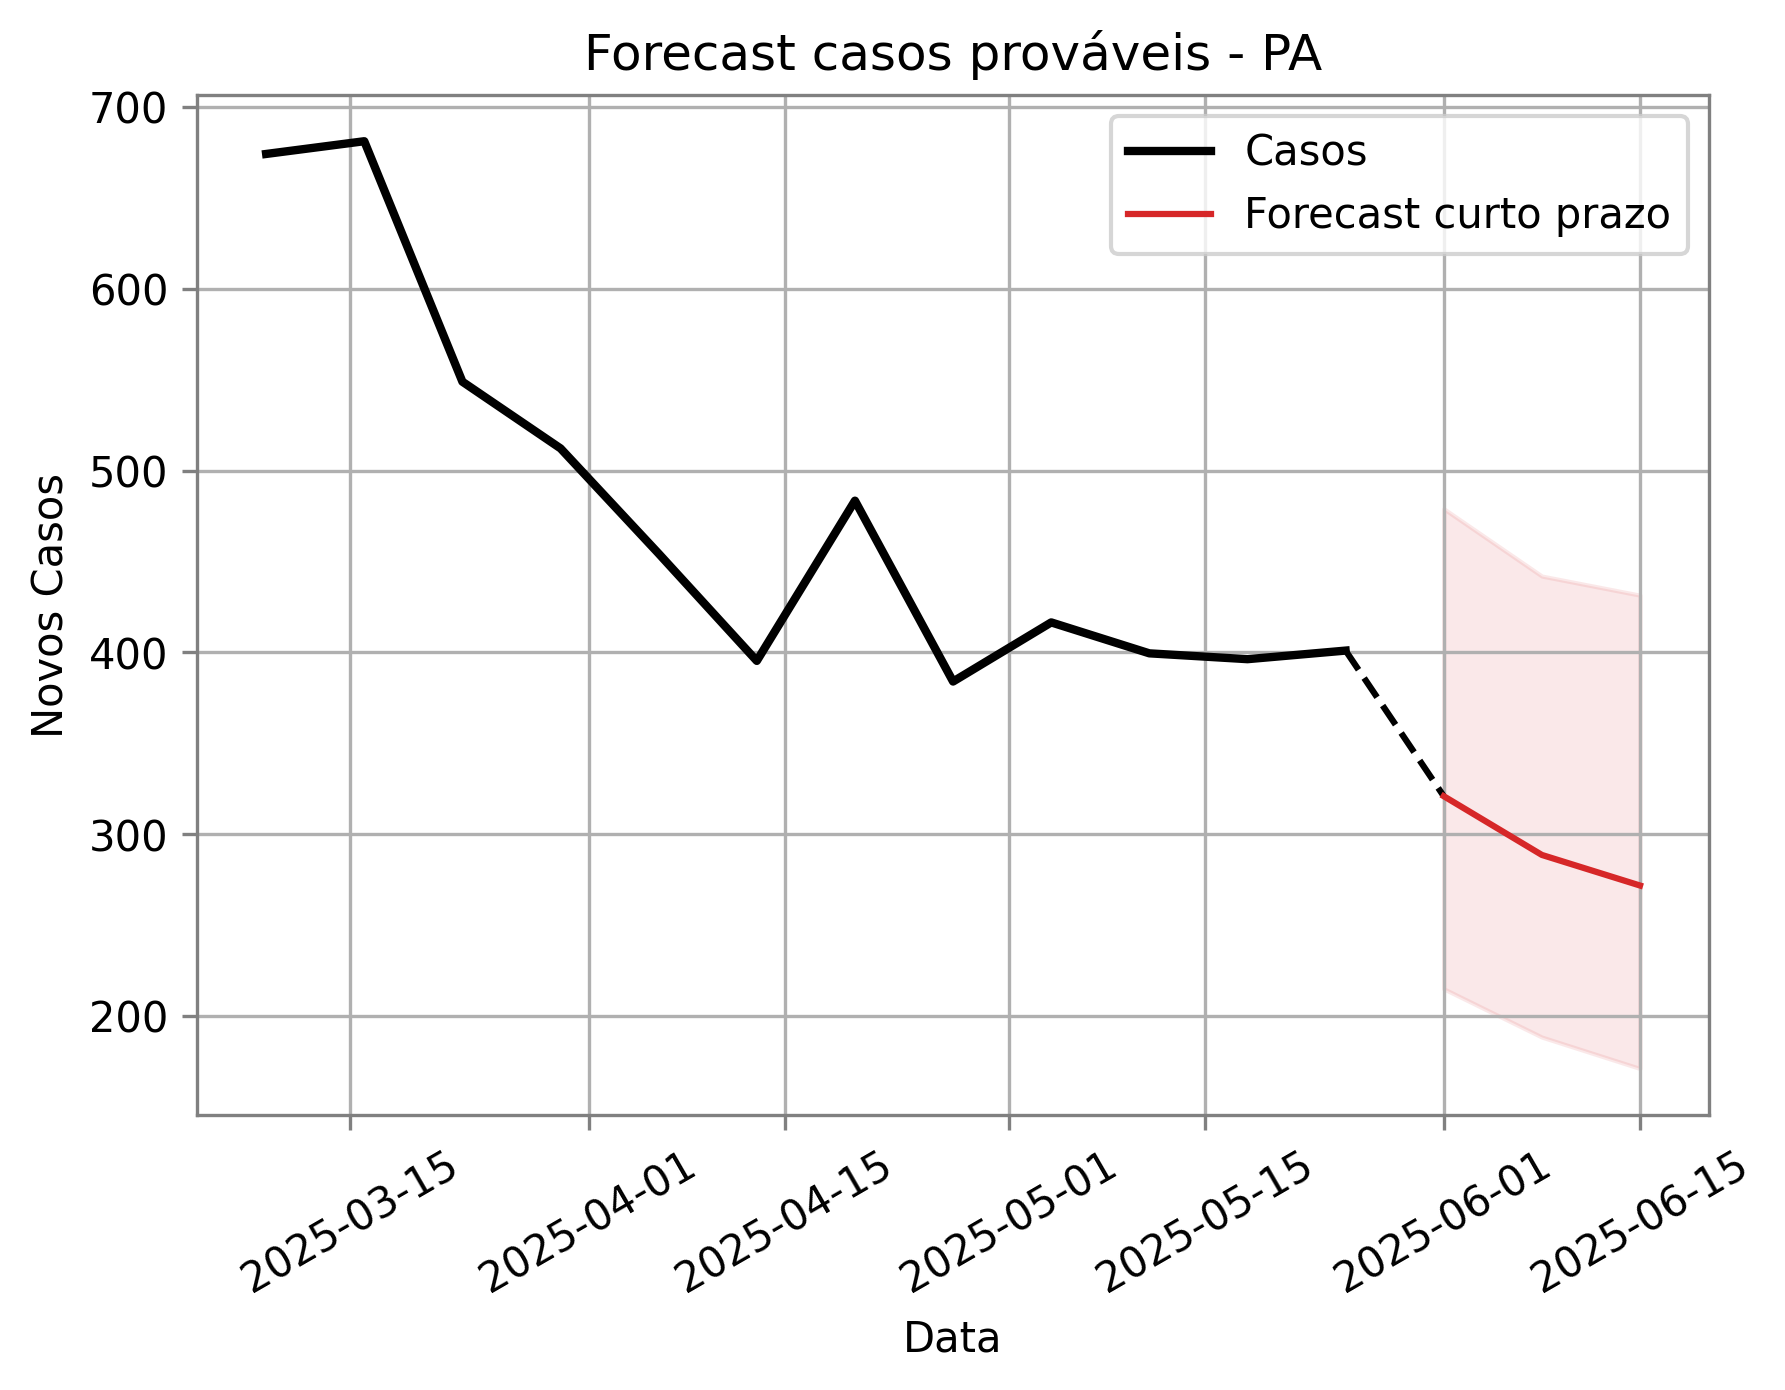 Forecast casos prováveis - PA
Casos
Forecast curto prazo
Novos Casos
700
600
500
400
300
200
2025-03-15
2025-04-01
2025-04-15
2025-05-01
2025-05-15
2025-06-01
2025-06-15
Data